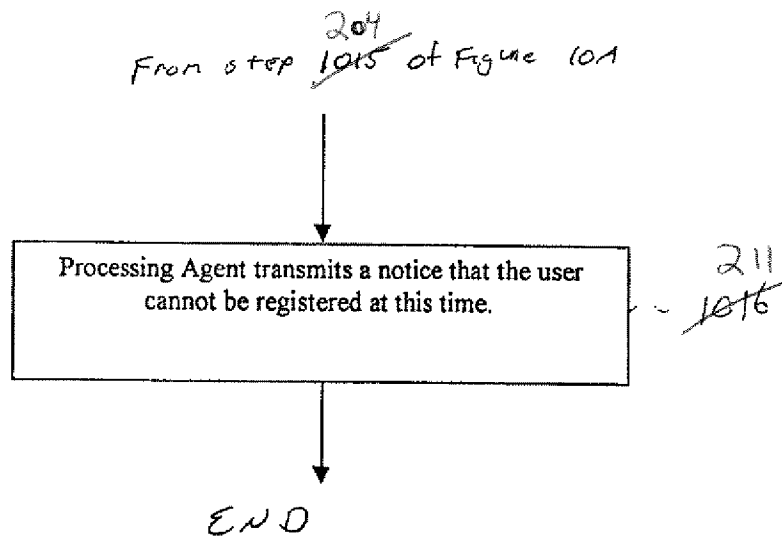 204
From step 1015 of Figure 10A
Processing Agent transmits a notice that the user
cannot be registered at this time.
211
1016
END